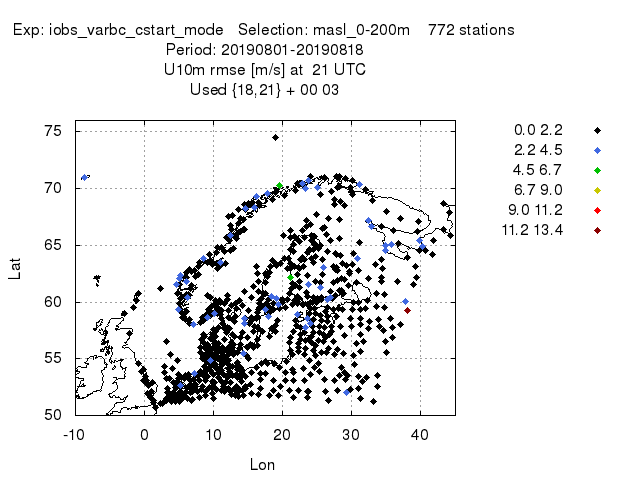 Exp: iobs_varbc_cstart_mode   Selection: masl_0-200m    772 stations
Period: 20190801-20190818
U10m rmse [m/s] at  21 UTC
Used {18,21} + 00 03
75
70
65
60
55
50
-10 0 10 20 30 40
Lat
Lon
0.0 2.2
2.2 4.5
4.5 6.7
6.7 9.0
9.0 11.2
11.2 13.4